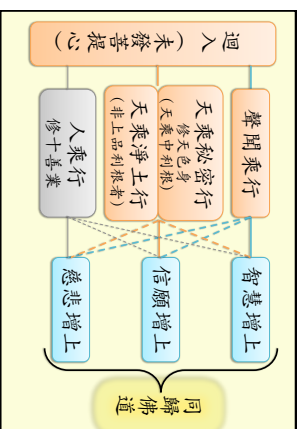 迴入(未發菩提心)
聲聞乘行
天乘秘密行
修天色身
(天乘中利根)
天乘淨土行
(非上品利根者)
人乘行
修十善業
智慧增上
信願增上
慈悲增上
同歸佛道